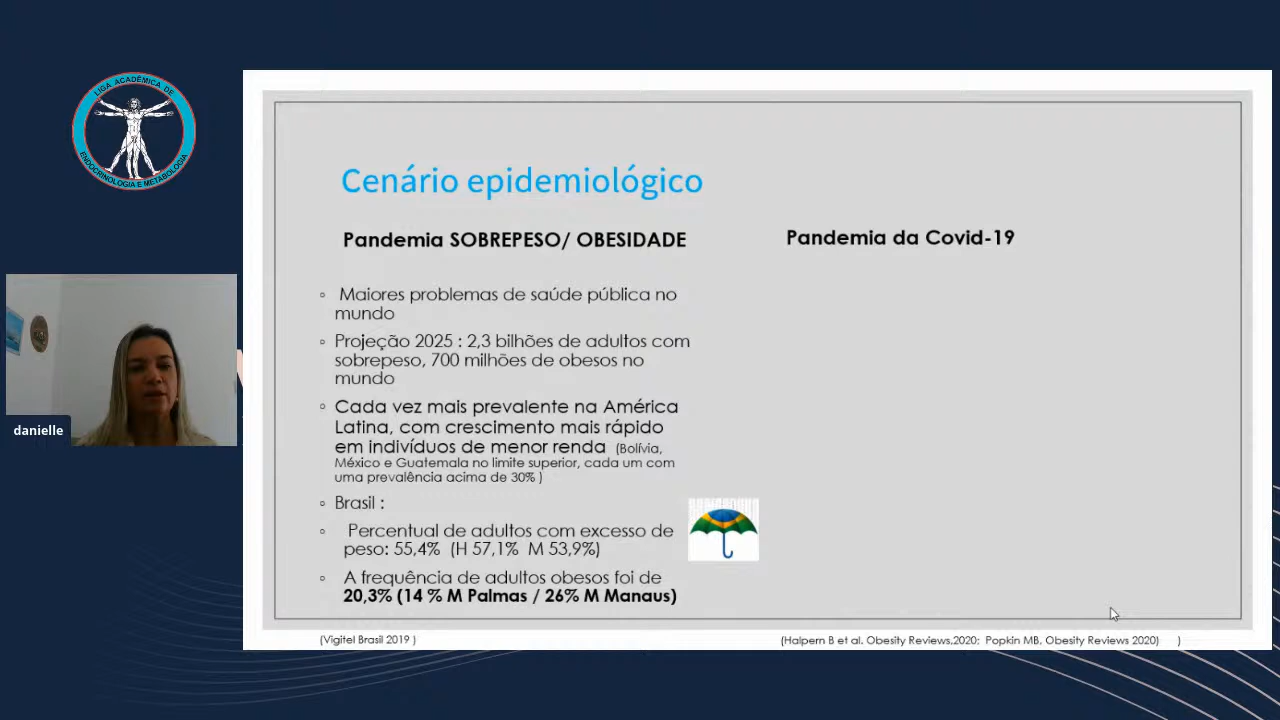 LIGA ACADÊMICA DE
ENDOCRINOLOGIA E METABOLOGIA
Cenário epidemiológico
Pandemia SOBREPESO/ OBESIDADE
Maiores problemas de saúde pública no
mundo
Projeção 2025 : 2,3 bilhões de adultos com
sobrepeso, 700 milhões de obesos no
mundo
Cada vez mais prevalente na América
Latina, com crescimento mais rápido
em indivíduos de menor renda (Bolívia,
México e Guatemala no limite superior, cada um com
uma prevalência acima de 30% )
Brasil :
Percentual de adultos com excesso de
peso: 55,4% (H 57,1% M 53,9%)
A frequência de adultos obesos foi de
20,3% (14 % M Palmas / 26% M Manaus)
Pandemia da Covid-19
(Vigitel Brasil 2019 )
(Halpern B et al. Obesity Reviews,2020; Popkin MB, Obesity Reviews 2020) )
danielle